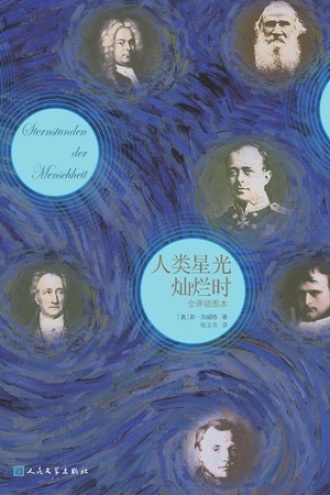 Sternstunden
der
Menschheit
人类星光
灿烂时
全译插图本
[奥] 斯·茨威格 著
人民文学出版社